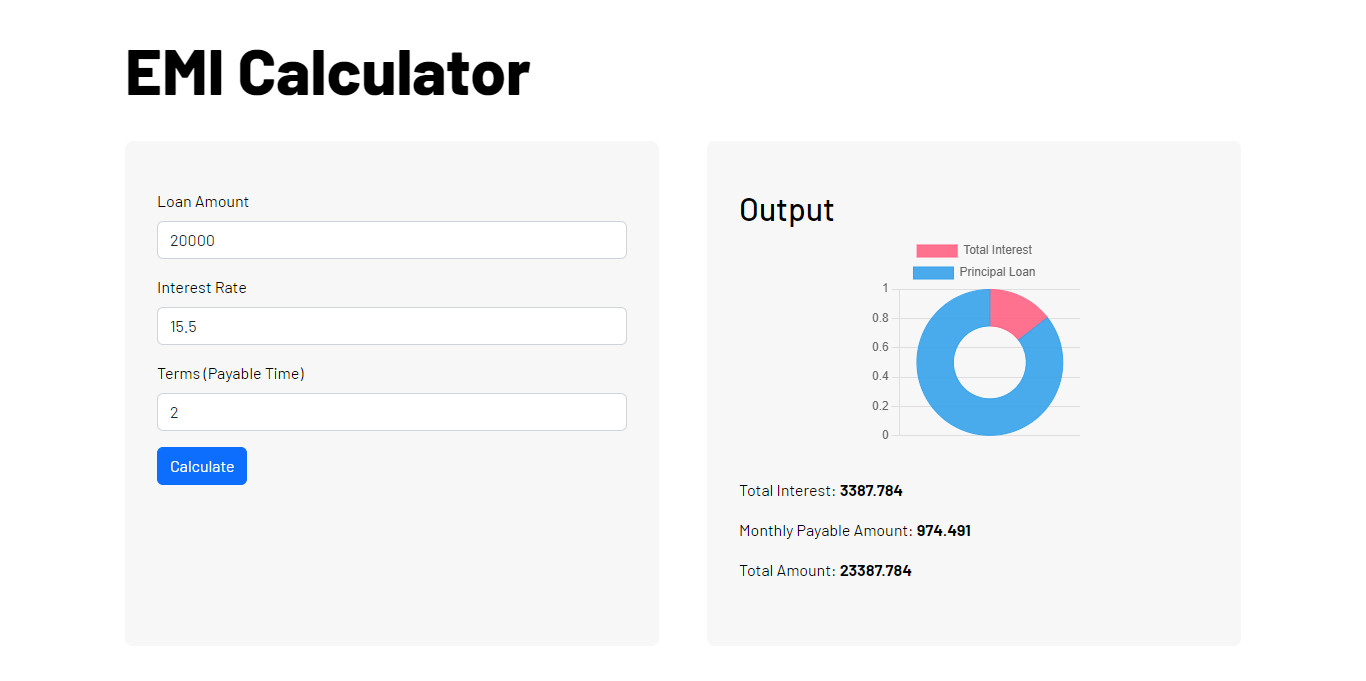 EMI Calculator
Loan Amount
20000
Interest Rate
15.5
Terms (Payable Time)
2
Calculate
Output
Total Interest
Principal Loan
1
0.8
0.6
0.4
0.2
0
Total Interest: 3387.784
Monthly Payable Amount: 974.491
Total Amount: 23387.784